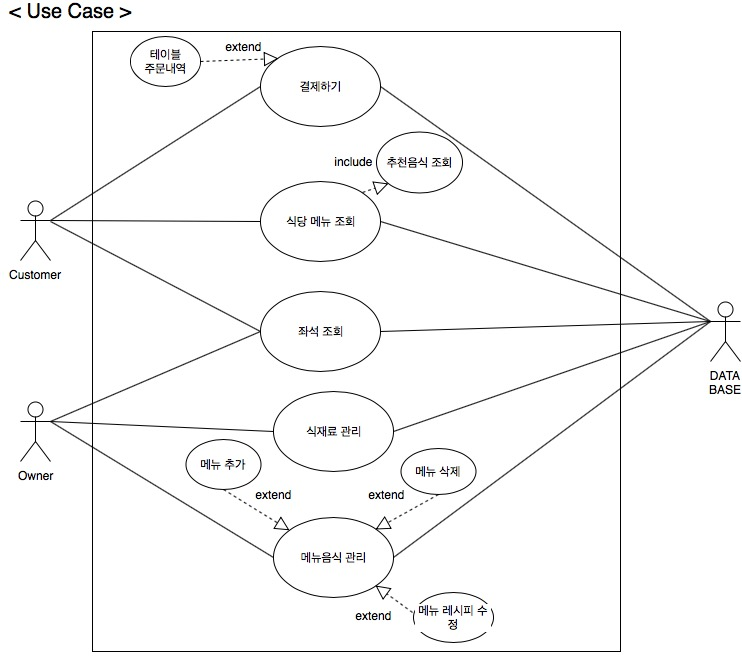 < Use Case >
테이블
주문내역
extend
결제하기
include
추천음식 조회
식당 메뉴 조회
Customer
좌석 조회
DATA
BASE
식재료 관리
Owner
메뉴 추가
메뉴 삭제
extend
extend
메뉴음식 관리
메뉴 레시피 수
정
extend